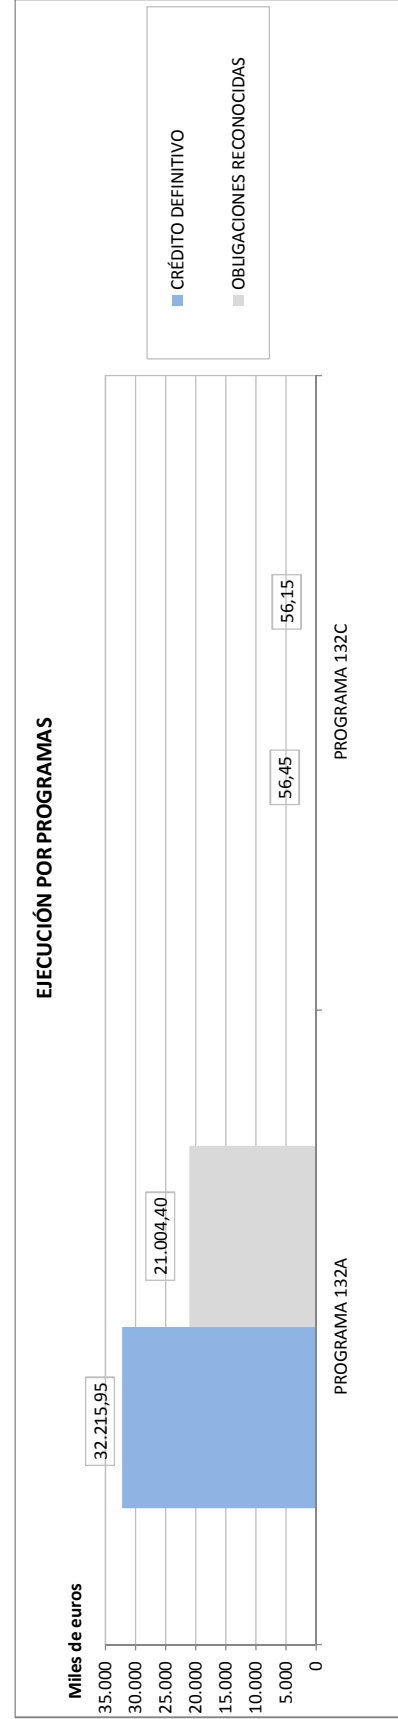 EJECUCIÓN POR PROGRAMAS
Miles de euros
35.000
30.000
25.000
20.000
15.000
10.000
5.000
0
32.215,95
21.004,40
56,45
56,15
PROGRAMA 132A
PROGRAMA 132C
CRÉDITO DEFINITIVO
OBLIGACIONES RECONOCIDAS